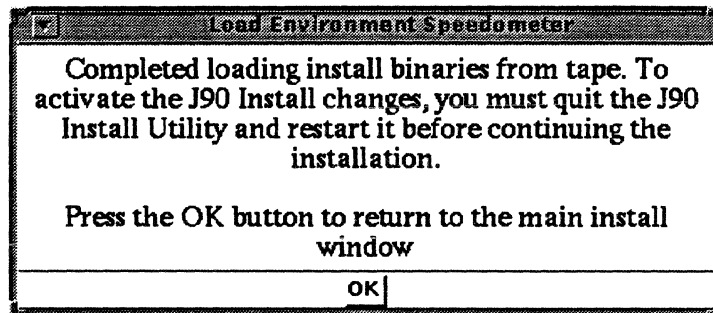 Load Environment Speedometer
Completed loading install binaries from tape. To
activate the J90 Install changes, you must quit the J90
Install Utility and restart it before continuing the
installation.
Press the OK button to return to the main install
window
OK